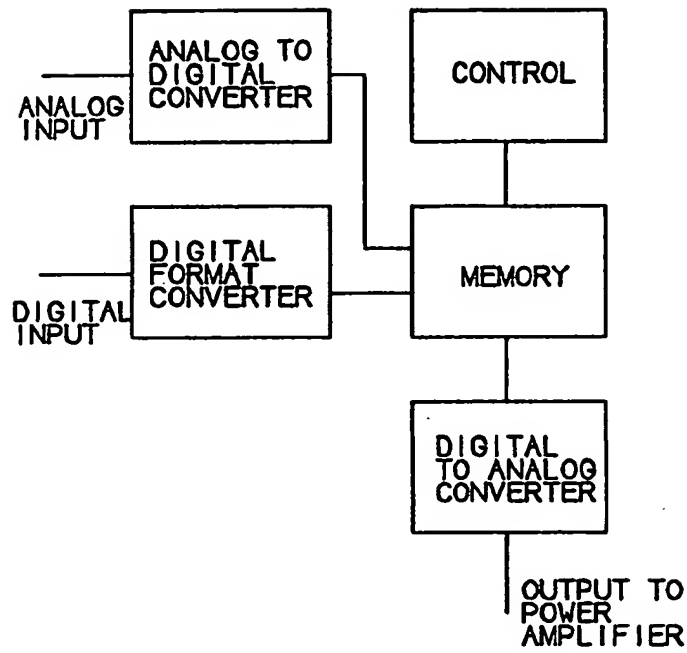 ANALOG TO
DIGITAL
CONVERTER
CONTROL
ANALOG
INPUT
DIGITAL
FORMAT
CONVERTER
MEMORY
DIGITAL
INPUT
DIGITAL
TO ANALOG
CONVERTER
OUTPUT TO
POWER
AMPLIFIER